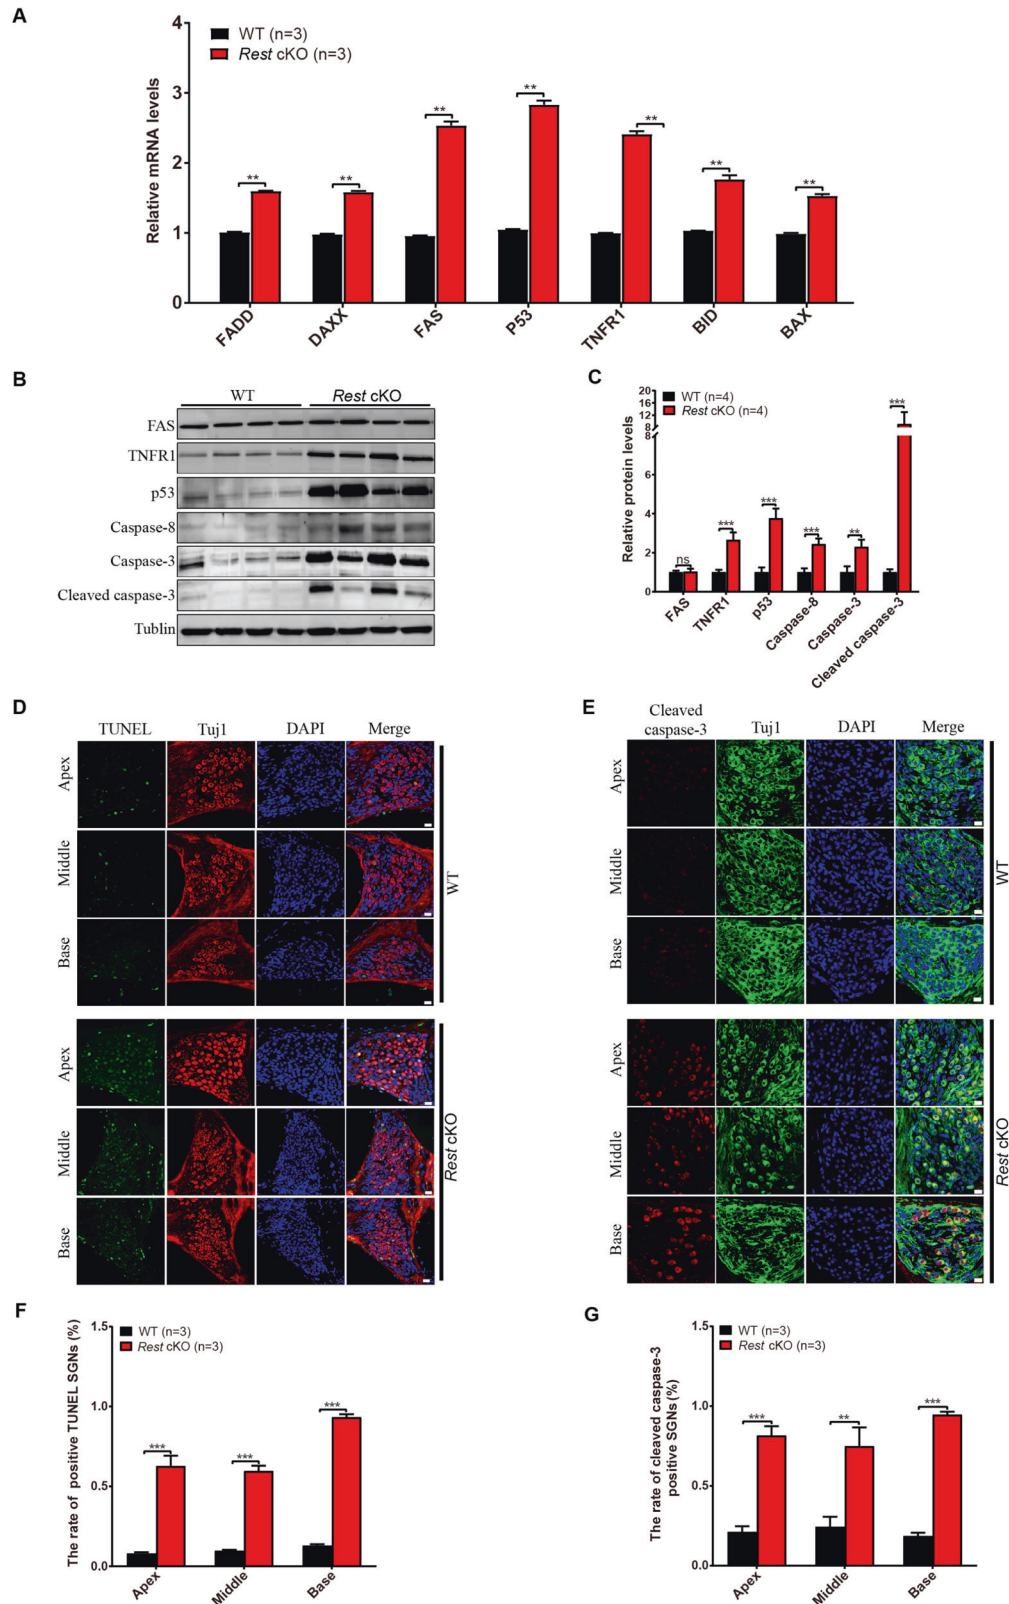 A
WT (n=3)
Rest cKO (n=3)
Relative mRNA levels
4
3
2
1
0
**
**
**
**
**
**
**
FADD
DAXX
FAS
P53
TNFR1
BID
BAX
B
WT
Rest cKO
FAS
TNFR1
p53
Caspase-8
Caspase-3
Cleaved caspase-3
Tublin
C
WT (n=4)
Rest cKO (n=4)
Relative protein levels
20
16
12
8
8
6
4
2
0
ns
***
***
***
**
***
FAS
TNFR1
p53
Caspase-8
Caspase-3
Cleaved caspase-3
D
TUNEL
Tuj1
DAPI
Merge
Apex
Middle
Base
WT
Apex
Middle
Base
Rest cKO
E
Cleaved
caspase-3
Tuj1
DAPI
Merge
Apex
Middle
Base
WT
Apex
Middle
Base
Rest cKO
F
WT (n=3)
Rest cKO (n=3)
The rate of positive TUNEL SGNs (%)
1.5
1.0
0.5
0.0
***
***
***
Apex
Middle
Base
G
WT (n=3)
Rest cKO (n=3)
The rate of cleaved caspase-3
positive SGNs (%)
1.5
1.0
0.5
0.0
***
**
***
Apex
Middle
Base